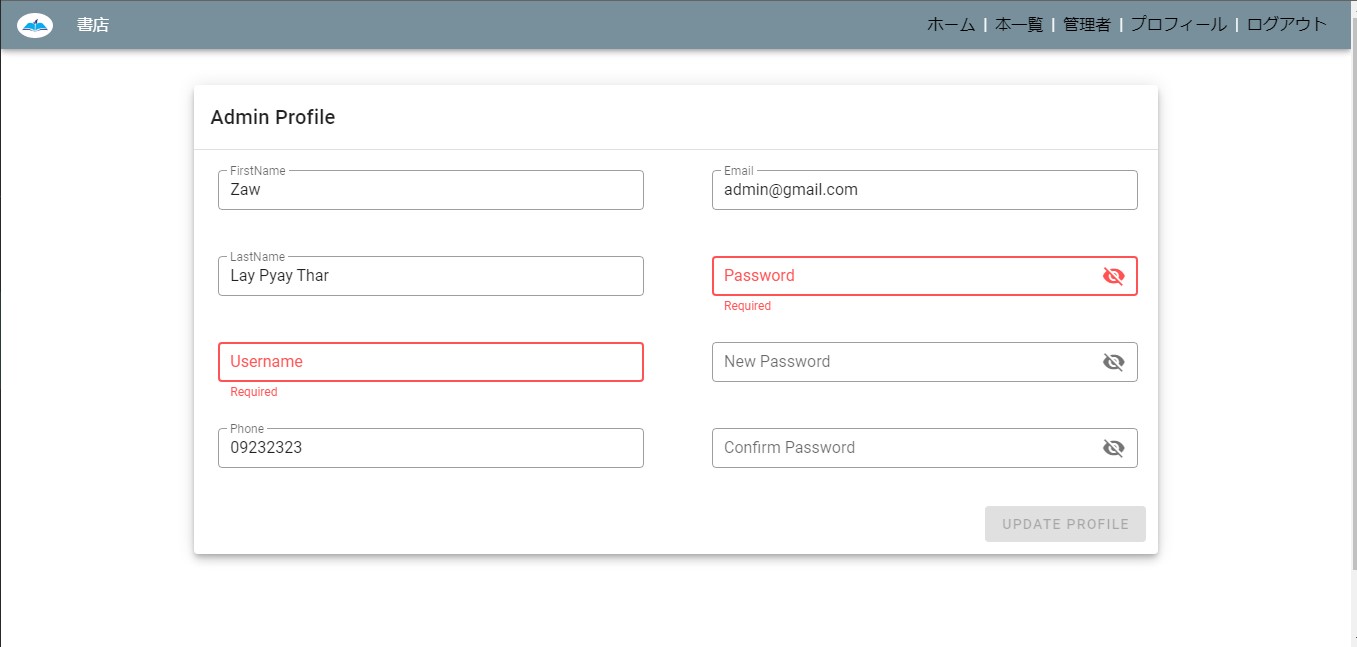 書店
ホーム | 本一覧 | 管理者 | プロフィール | ログアウト
Admin Profile
FirstName
Zaw
Email
admin@gmail.com
LastName
Lay Pyay Thar
Password
Required
Username
Required
New Password
Phone
09232323
Confirm Password
UPDATE PROFILE